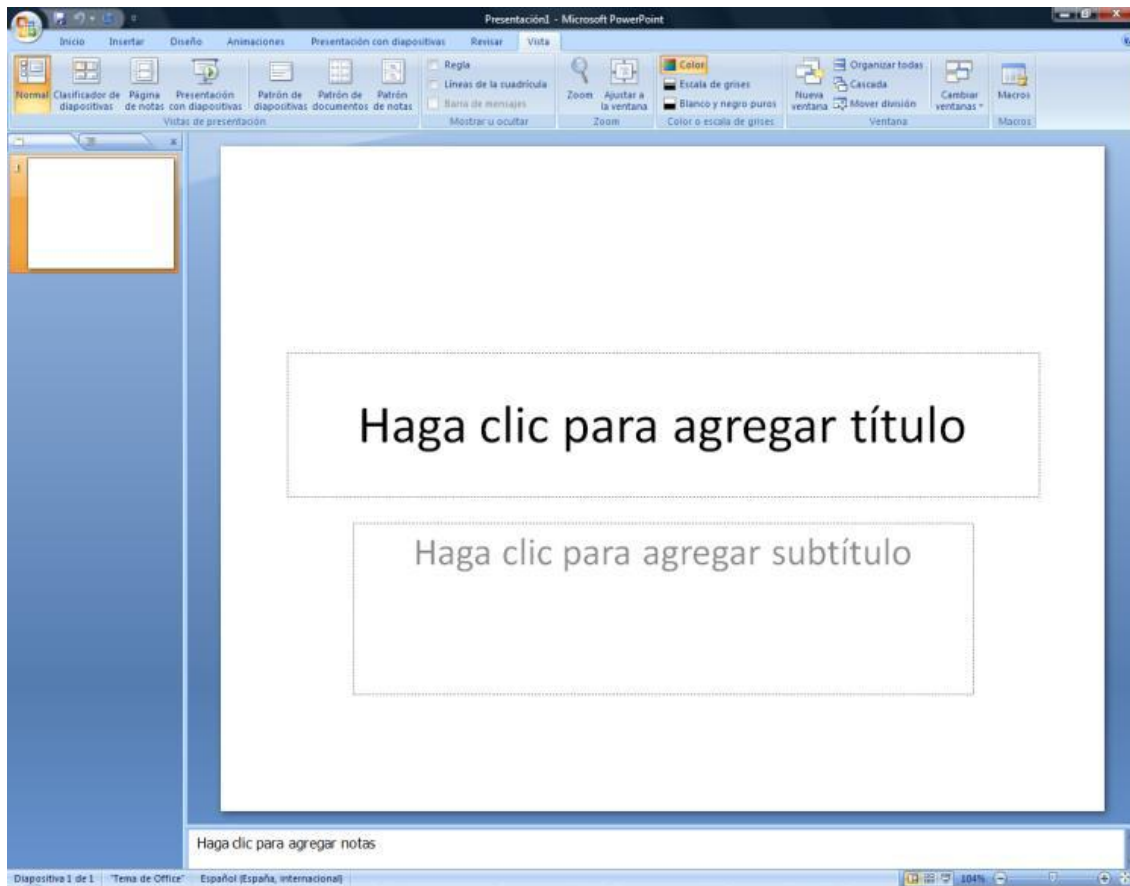 Presentación1 - Microsoft PowerPoint
Inicio Insertar Diseño Animaciones Presentación con diapositivas Revisar Vista
Normal
Clasificador de diapositivas
Página de notas
Presentación con diapositivas
Patrón de diapositivas
Patrón de documentos
Patrón de notas
Vistas de presentación
Regla
Líneas de la cuadrícula
Barra de mensajes
Mostrar u ocultar
Zoom
Ajustar a la ventana
Zoom
Color
Escala de grises
Blanco y negro puros
Color o escala de grises
Nueva ventana
Organizar todas
Cascada
Mover división
Cambiar ventanas
Ventana
Macros
Macros
1
Haga clic para agregar título
Haga clic para agregar subtítulo
Haga clic para agregar notas
Diapositiva 1 de 1 "Tema de Office" Español (España, internacional) 104%